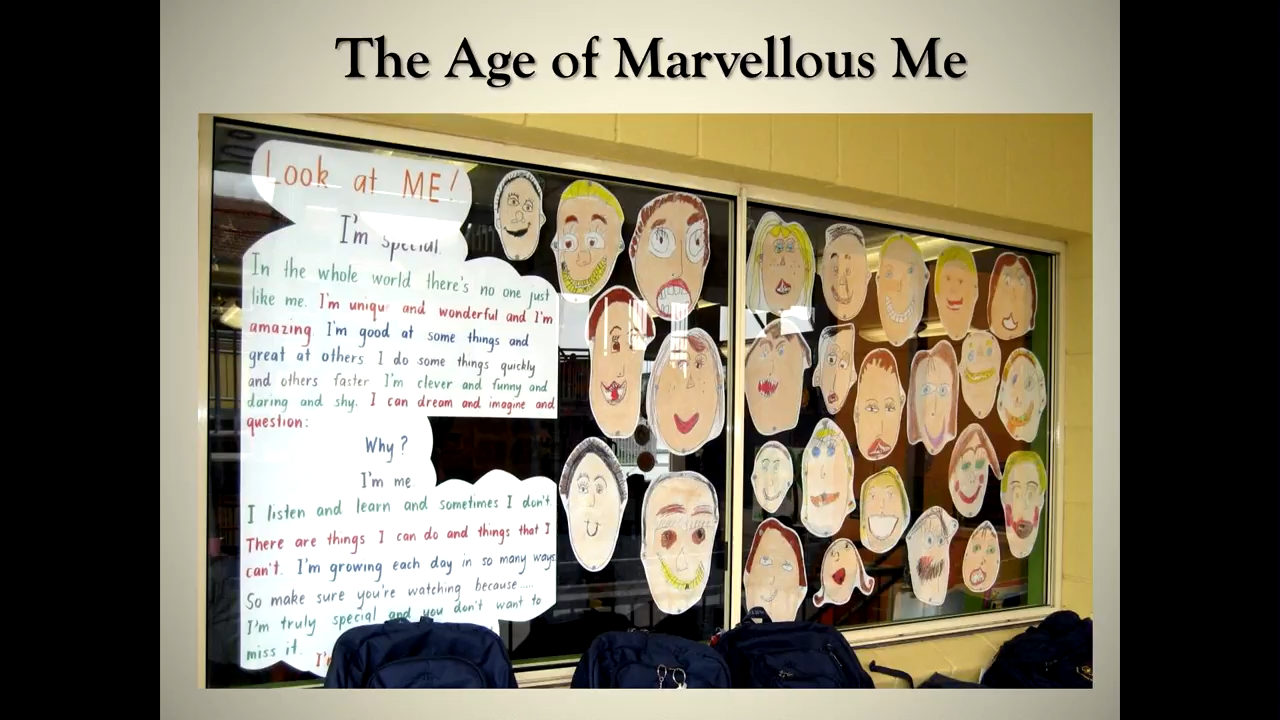 The Age of Marvellous Me
Look at ME!
I'm special.
In the whole world there's no one just
like me. I'm unique and wonderful and I'm
amazing. I'm good at some things and
great at others. I do some things quickly
and others faster. I'm clever and funny and
daring and shy. I can dream and imagine and
question:
Why?
I'm me
I listen and learn and sometimes I don't.
There are things I can do and things that I
can't. I'm growing each day in so many ways
So make sure you're watching because.....
I'm truly special and you don't want to
miss it.